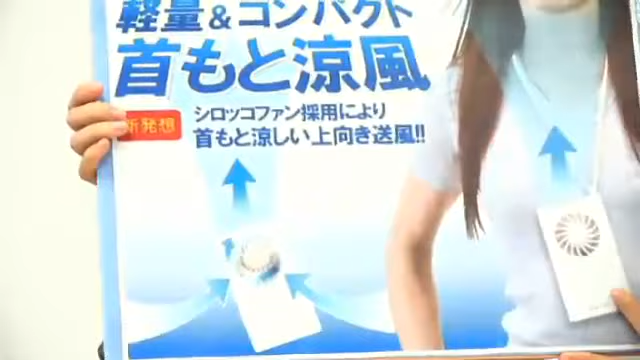 軽量&コンパクト
首もと涼風
新発想
シロッコファン採用により
首もと涼しい上向き送風!!